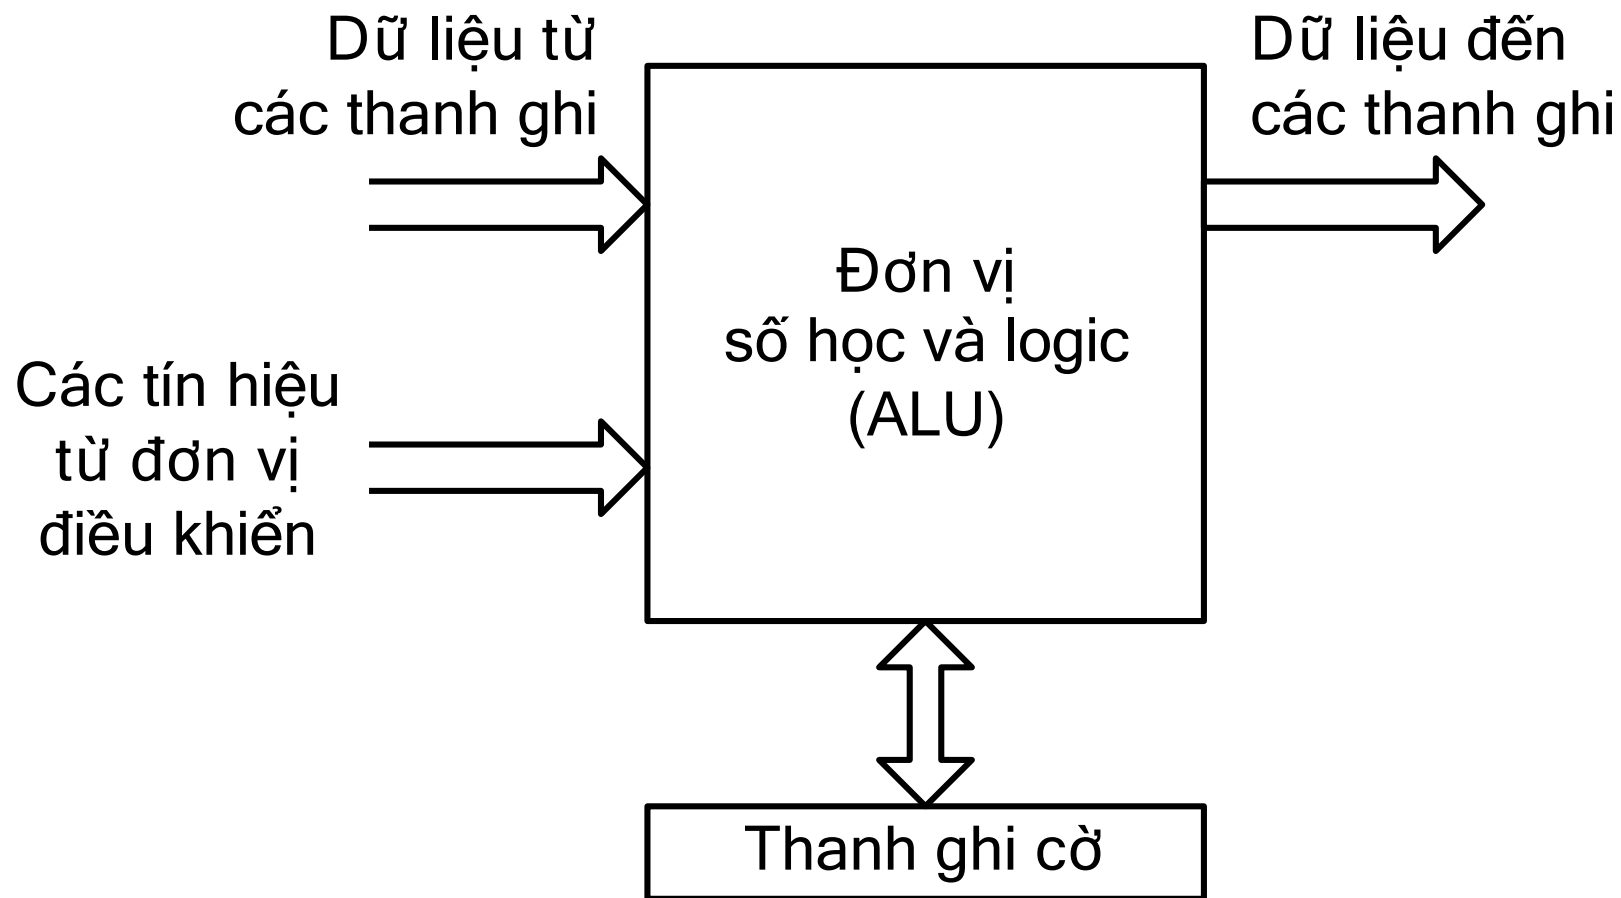 Dữ liệu từ
các thanh ghi
Dữ liệu đến
các thanh ghi
Đơn vị
số học và logic
(ALU)
Các tín hiệu
từ đơn vị
điều khiển
Thanh ghi cờ